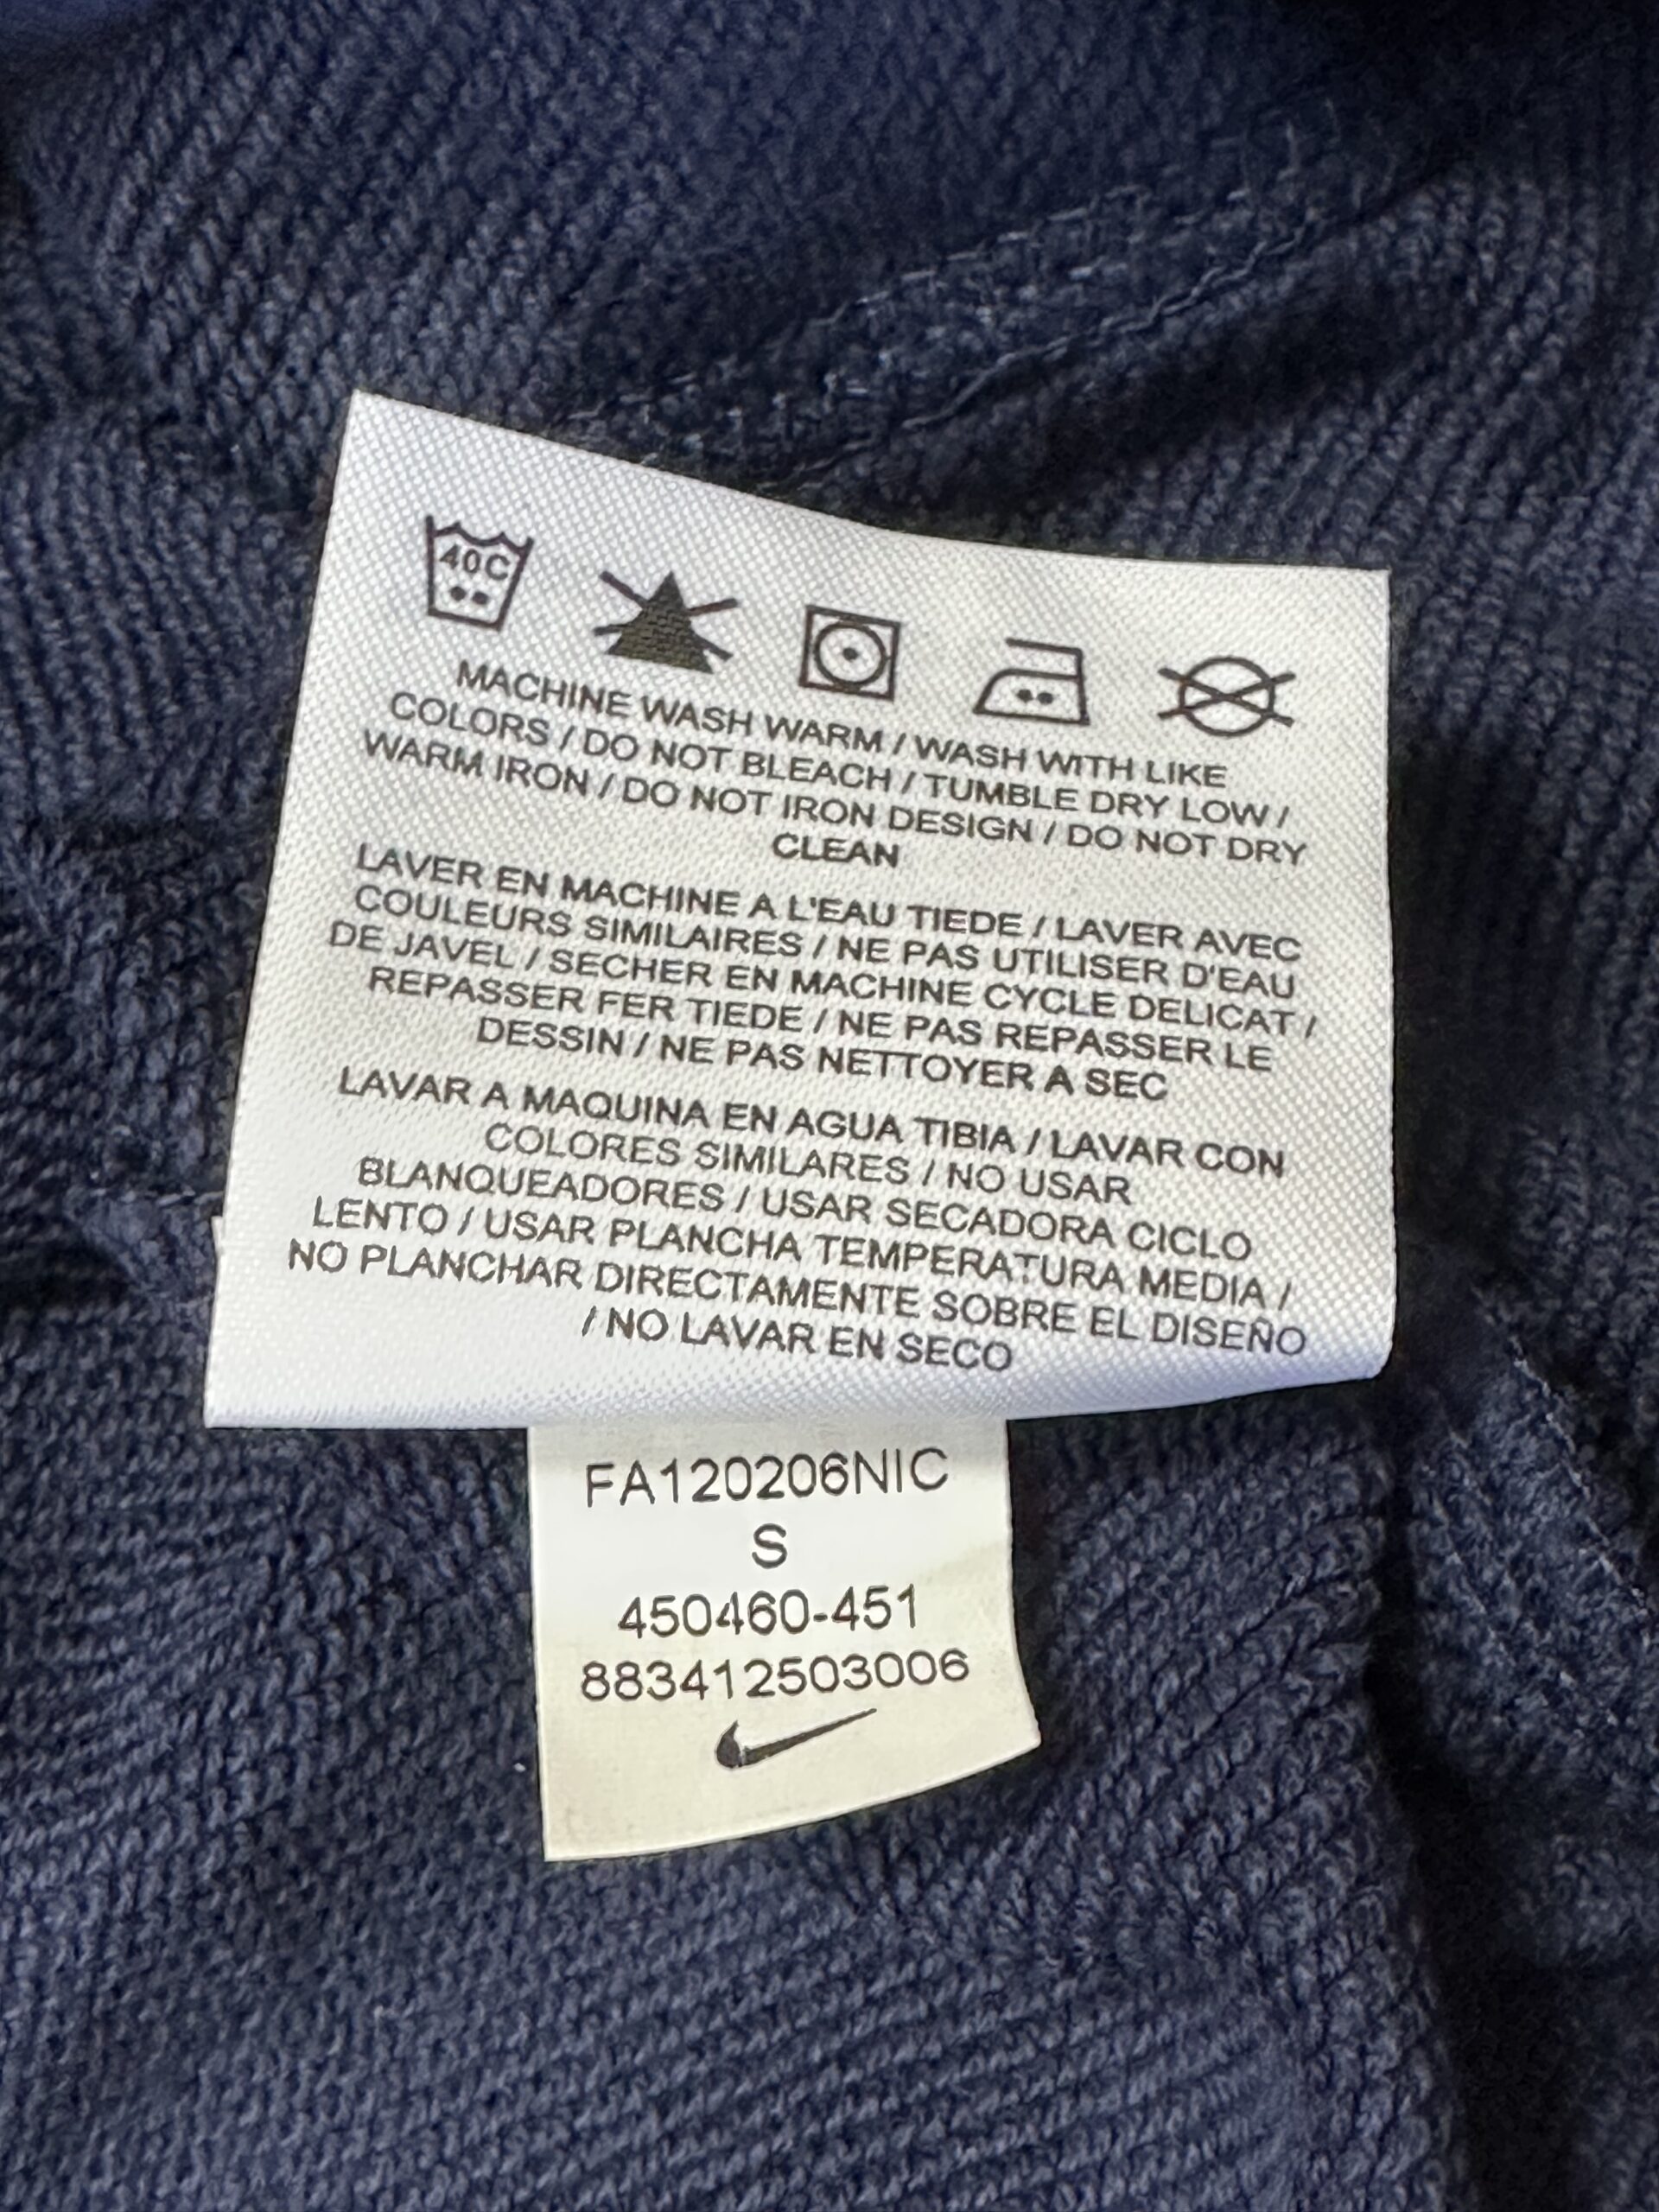 40C
MACHINE WASH WARM / WASH WITH LIKE
COLORS / DO NOT BLEACH / TUMBLE DRY LOW /
WARM IRON / DO NOT IRON DESIGN / DO NOT DRY
CLEAN
LAVER EN MACHINE A L'EAU TIEDE / LAVER AVEC
COULEURS SIMILAIRES / NE PAS UTILISER D'EAU
DE JAVEL / SECHER EN MACHINE CYCLE DELICAT /
REPASSER FER TIEDE / NE PAS REPASSER LE
DESSIN / NE PAS NETTOYER A SEC
LAVAR A MAQUINA EN AGUA TIBIA / LAVAR CON
COLORES SIMILARES / NO USAR
BLANQUEADORES / USAR SECADORA CICLO
LENTO / USAR PLANCHA TEMPERATURA MEDIA /
NO PLANCHAR DIRECTAMENTE SOBRE EL DISEÑO
/ NO LAVAR EN SECO
FA120206NIC
S
450460-451
883412503006